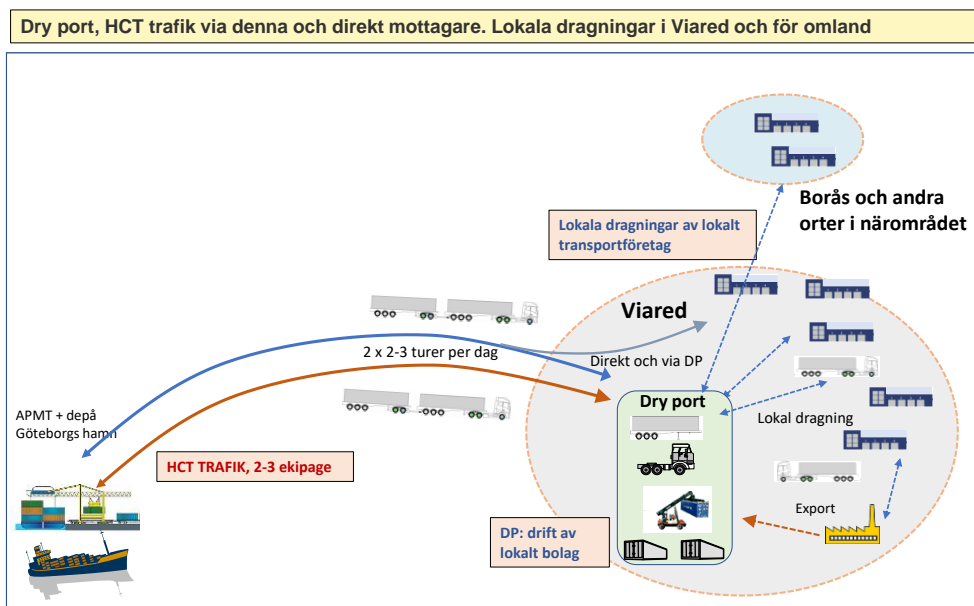 Dry port, HCT trafik via denna och direkt mottagare. Lokala dragningar i Viared och för omland
Borås och andra
orter i närområdet
Lokala dragningar av lokalt
transportföretag
Viared
2 x 2-3 turer per dag
Direkt och via DP
Dry port
APMT + depå
Göteborgs hamn
Lokal dragning
HCT TRAFIK, 2-3 ekipage
Export
DP: drift av
lokalt bolag